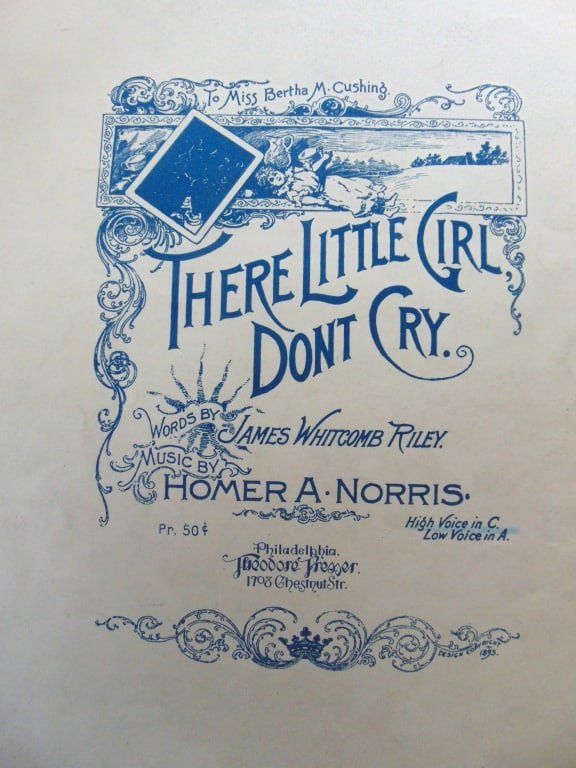 To Miss Bertha M. Cushing.
THERE LITTLE GIRL,
DONT CRY.
WORDS BY
JAMES WHITCOMB RILEY.
MUSIC BY
HOMER A. NORRIS.
Pr. 50¢
High Voice in C.
Low Voice in A.
Philadelphia.
Theodore Presser.
1708 Chestnut Str.
DESIGN COPYRIGHT
1893.